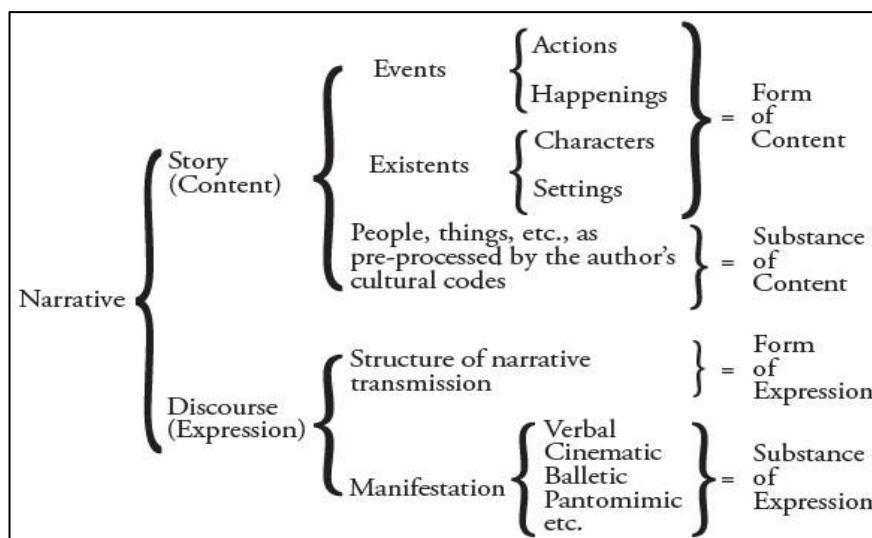 Narrative
Story
(Content)
Events
Actions
Happenings
Existents
Characters
Settings
= Form
of
Content
People, things, etc., as
pre-processed by the author's
cultural codes
= Substance
of
Content
Discourse
(Expression)
Structure of narrative
transmission
= Form
of
Expression
Manifestation
Verbal
Cinematic
Balletic
Pantomimic
etc.
= Substance
of
Expression